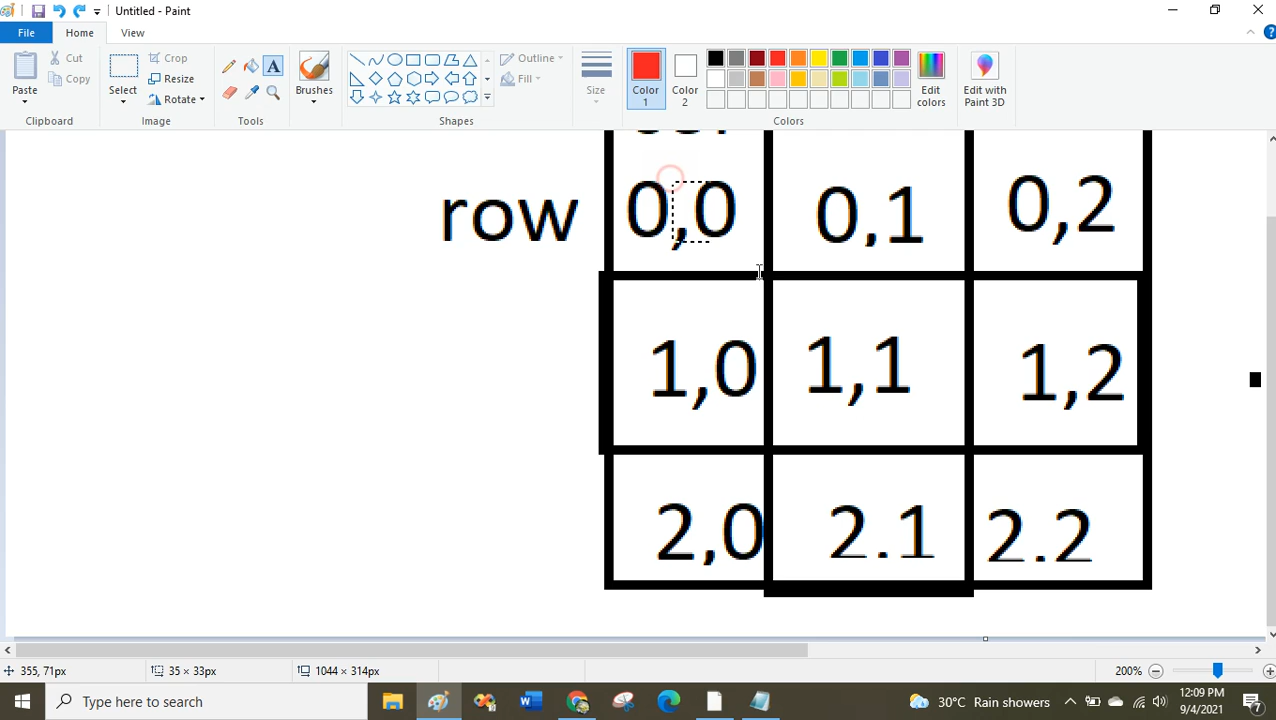 Untitled - Paint
File Home View
Paste
Cut
Copy
Clipboard
Select
Crop
Resize
Rotate
Image
A
Tools
Brushes
Shapes
Outline
Fill
Size
Color 1
Color 2
Edit colors
Colors
Edit with Paint 3D
row 0,0 0,1 0,2
1,0 1,1 1,2
2,0 2,1 2,2
355, 71px 35 × 33px 1044 × 314px 200%
Type here to search
30°C Rain showers
12:09 PM
9/4/2021
7